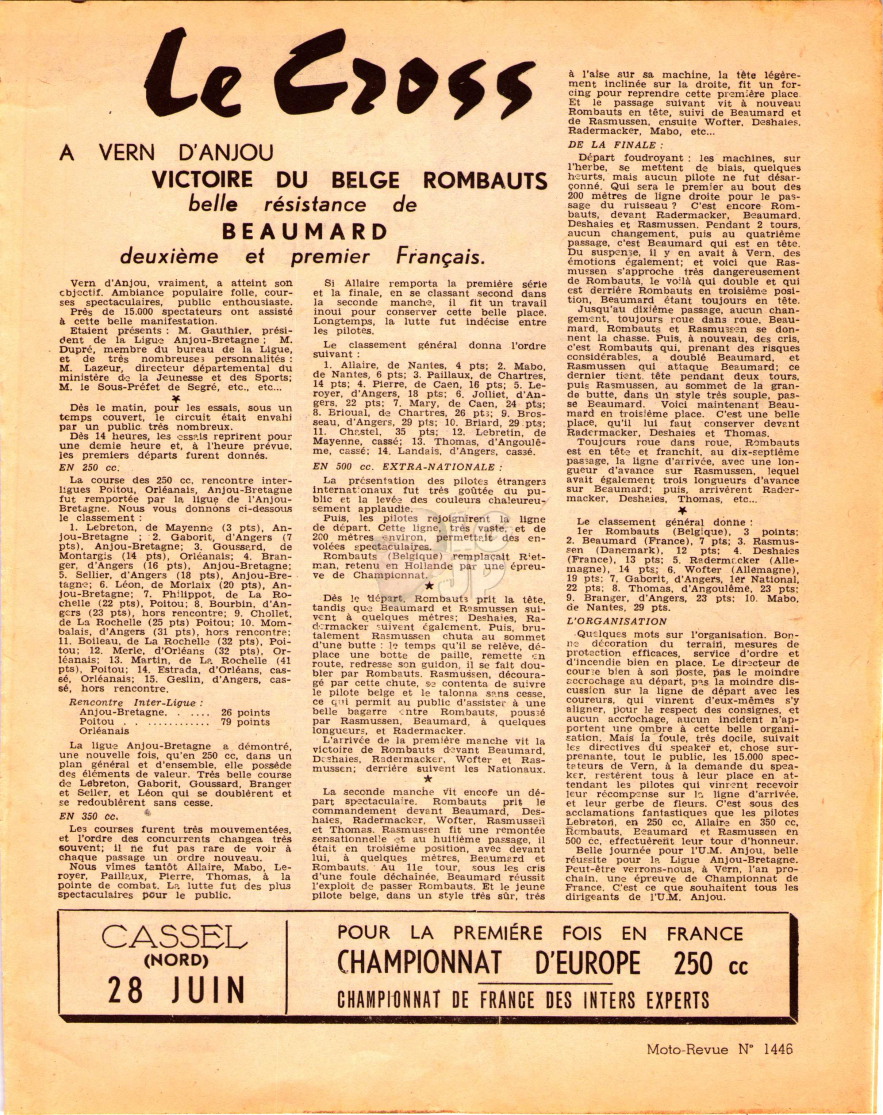 Le Cross
A VERN D'ANJOU
VICTOIRE DU BELGE ROMBAUTS
belle résistance de
BEAUMARD
deuxième et premier Français.
Vern d'Anjou, vraiment, a atteint son
objectif. Ambiance populaire folle, cour-
ses spectaculaires, public enthousiaste.
Près de 15.000 spectateurs ont assisté
à cette belle manifestation.
Etaient présents : M. Gauthier, prési-
dent de la Ligue Anjou-Bretagne ; M.
Dupré, membre du bureau de la Ligue,
et de très nombreuses personnalités :
M. Lazeur, directeur départemental du
ministère de la Jeunesse et des Sports;
M. le Sous-Préfet de Segré, etc., etc...
★
Dès le matin, pour les essais, sous un
temps couvert, le circuit était envahi
par un public très nombreux.
Dès 14 heures, les essais reprirent pour
une demie heure et, à l'heure prévue,
les premiers départs furent donnés.
EN 250 cc.
La course des 250 cc, rencontre inter-
ligues Poitou, Orléanais, Anjou-Bretagne
fut remportée par la ligue de l'Anjou-
Bretagne. Nous vous donnons ci-dessous
le classement :
1. Lebreton, de Mayenne (3 pts), An-
jou-Bretagne ; 2. Gaborit, d'Angers (7
pts), Anjou-Bretagne; 3. Goussard, de
Montargis (14 pts), Orléanais; 4. Bran-
ger, d'Angers (16 pts), Anjou-Bretagne;
5. Sellier, d'Angers (18 pts), Anjou-Bre-
tagne; 6. Léon, de Morlaix (20 pts), An-
jou-Bretagne; 7. Philippot, de La Ro-
chelle (22 pts), Poitou; 8. Bourbin, d'An-
gers (23 pts), hors rencontre; 9. Chollet,
de La Rochelle (25 pts) Poitou; 10. Mom-
balais, d'Angers (31 pts), hors rencontre;
11. Boileau, de La Rochelle (32 pts), Poi-
tou; 12. Merle, d'Orléans (32 pts), Or-
léanais; 13. Martin, de La Rochelle (41
pts), Poitou; 14. Estrada, d'Orléans, cas-
sé, Orléanais; 15. Geslin, d'Angers, cas-
sé, hors rencontre.
Rencontre Inter-Ligue :
Anjou-Bretagne. . ..... 26 points
Poitou . ............. 79 points
Orléanais
La ligue Anjou-Bretagne a démontré,
une nouvelle fois, qu'en 250 cc, dans un
plan général et d'ensemble, elle possède
des éléments de valeur. Très belle course
de Lebreton, Gaborit, Goussard, Branger
et Seller, et Léon qui se doublèrent et
se redoublèrent sans cesse.
EN 350 cc.
Les courses furent très mouvementées,
et l'ordre des concurrents changea très
souvent; il ne fut pas rare de voir à
chaque passage un ordre nouveau.
Nous vîmes tantôt Allaire, Mabo, Le-
royer, Paillaux, Pierre, Thomas, à la
pointe de combat. La lutte fut des plus
spectaculaires pour le public.
Si Allaire remporta la première série
et la finale, en se classant second dans
la seconde manche, il fit un travail
inouï pour conserver cette belle place.
Longtemps, la lutte fut indécise entre
les pilotes.
Le classement général donna l'ordre
suivant :
1. Allaire, de Nantes, 4 pts; 2. Mabo,
de Nantes, 6 pts; 3. Paillaux, de Chartres,
14 pts; 4. Pierre, de Caen, 16 pts; 5. Le-
royer, d'Angers, 18 pts; 6. Jolliet, d'An-
gers, 22 pts; 7. Mary, de Caen, 24 pts;
8. Brioual, de Chartres, 26 pts; 9. Bros-
seau, d'Angers, 29 pts; 10. Briard, 29 pts;
11. Chestel, 35 pts; 12. Lebretin, de
Mayenne, cassé; 13. Thomas, d'Angoulê-
me, cassé; 14. Landais, d'Angers, cassé.
EN 500 cc. EXTRA-NATIONALE :
La présentation des pilotes étrangers
internationaux fut très goûtée du pu-
blic et la levée des couleurs chaleureu-
sement applaudie.
Puis, les pilotes rejoignirent la ligne
de départ. Cette ligne, très vaste, et de
200 mètres environ, permettait des en-
volées spectaculaires.
Rombauts (Belgique) remplaçait Riet-
man, retenu en Hollande par une épreu-
ve de Championnat.
★
Dès le départ, Rombauts prit la tête,
tandis que Beaumard et Rasmussen sui-
vent à quelques mètres; Deshaies, Ra-
dermacker suivent également. Puis, bru-
talement Rasmussen chuta au sommet
d'une butte : le temps qu'il se relève, dé-
place une botte de paille, remette en
route, redresse son guidon, il se fait dou-
bler par Rombauts. Rasmussen, découra-
gé par cette chute, se contenta de suivre
le pilote belge et le talonna sans cesse,
ce qui permit au public d'assister à une
belle bagarre entre Rombauts, poussé
par Rasmussen, Beaumard, à quelques
longueurs, et Radermacker.
L'arrivée de la première manche vit la
victoire de Rombauts devant Beaumard,
Deshaies, Radermacker, Wofter et Ras-
mussen; derrière suivent les Nationaux.
★
La seconde manche vit encore un dé-
part spectaculaire. Rombauts prit le
commandement devant Beaumard, Des-
haies, Radermacker, Wofter, Rasmussen
et Thomas. Rasmussen fit une remontée
sensationnelle et au huitième passage, il
était en troisième position, avec devant
lui, à quelques mètres, Beaumard et
Rombauts. Au 11e tour, sous les cris
d'une foule déchaînée, Beaumard réussit
l'exploit de passer Rombauts. Et le jeune
pilote belge, dans un style très sûr, très
à l'aise sur sa machine, la tête légère-
ment inclinée sur la droite, fit un for-
cing pour reprendre cette première place.
Et le passage suivant vit à nouveau
Rombauts en tête, suivi de Beaumard et
de Rasmussen, ensuite Wofter, Deshaies,
Radermacker, Mabo, etc...
DE LA FINALE :
Départ foudroyant : les machines, sur
l'herbe, se mettent de biais, quelques
heurts, mais aucun pilote ne fut désar-
çonné. Qui sera le premier au bout des
200 mètres de ligne droite pour le pas-
sage du ruisseau ? C'est encore Rom-
bauts, devant Radermacker, Beaumard,
Deshaies et Rasmussen. Pendant 2 tours,
aucun changement, puis au quatrième
passage, c'est Beaumard qui est en tête.
Du suspense, il y en avait à Vern, des
émotions également; et voici que Ras-
mussen s'approche très dangereusement
de Rombauts, le voilà qui double et qui
est derrière Rombauts en troisième posi-
tion, Beaumard étant toujours en tête.
Jusqu'au dixième passage, aucun chan-
gement, toujours roue dans roue, Beau-
mard, Rombauts et Rasmussen se don-
nent la chasse. Puis, à nouveau, des cris,
c'est Rombauts qui, prenant des risques
considérables, a doublé Beaumard, et
Rasmussen qui attaque Beaumard; ce
dernier tient tête pendant deux tours,
puis Rasmussen, au sommet de la gran-
de butte, dans un style très souple, pas-
se Beaumard. Voici maintenant Beau-
mard en troisième place. C'est une belle
place, qu'il lui faut conserver devant
Radermacker, Deshaies et Thomas.
Toujours roue dans roue, Rombauts
est en tête et franchit, au dix-septième
passage, la ligne d'arrivée, avec une lon-
gueur d'avance sur Rasmussen, lequel
avait également trois longueurs d'avance
sur Beaumard; puis, arrivèrent Rader-
macker, Deshaies, Thomas, etc...
★
Le classement général donne :
1er Rombauts (Belgique), 3 points;
2. Beaumard (France), 7 pts; 3. Rasmus-
sen (Danemark), 12 pts; 4. Deshaies
(France), 13 pts; 5. Radermacker (Alle-
magne), 14 pts; 6 Wofter (Allemagne),
19 pts; 7. Gaborit, d'Angers, 1er National,
22 pts; 8. Thomas, d'Angoulême, 23 pts;
9. Branger, d'Angers, 23 pts; 10. Mabo,
de Nantes, 29 pts.
L'ORGANISATION
Quelques mots sur l'organisation. Bon-
ne décoration du terrain, mesures de
protection efficaces, service d'ordre et
d'incendie bien en place. Le directeur de
course bien à son poste, pas le moindre
accrochage au départ, pas la moindre dis-
cussion sur la ligne de départ avec les
coureurs, qui vinrent d'eux-mêmes s'y
aligner, pour le respect des consignes, et
aucun accrochage, aucun incident n'ap-
portent une ombre à cette belle organi-
sation. Mais la foule, très docile, suivait
les directives du speaker et, chose sur-
prenante, tout le public, les 15.000 spec-
tateurs de Vern, à la demande du spea-
ker, restèrent tous à leur place en at-
tendant les pilotes qui vinrent recevoir
leur récompense sur la ligne d'arrivée,
et leur gerbe de fleurs. C'est sous des
acclamations fantastiques que les pilotes
Lebreton, en 250 cc, Allaire en 350 cc,
Rombauts, Beaumard et Rasmussen en
500 cc, effectuèrent leur tour d'honneur.
Belle journée pour l'U.M. Anjou, belle
réussite pour la Ligue Anjou-Bretagne.
Peut-être verrons-nous, à Vern, l'an pro-
chain, une épreuve de Championnat de
France. C'est ce que souhaitent tous les
dirigeants de l'U.M. Anjou.
CASSEL
(NORD)
28 JUIN
POUR LA PREMIÉRE FOIS EN FRANCE
CHAMPIONNAT D'EUROPE 250 cc
CHAMPIONNAT DE FRANCE DES INTERS EXPERTS
Moto-Revue N° 1446